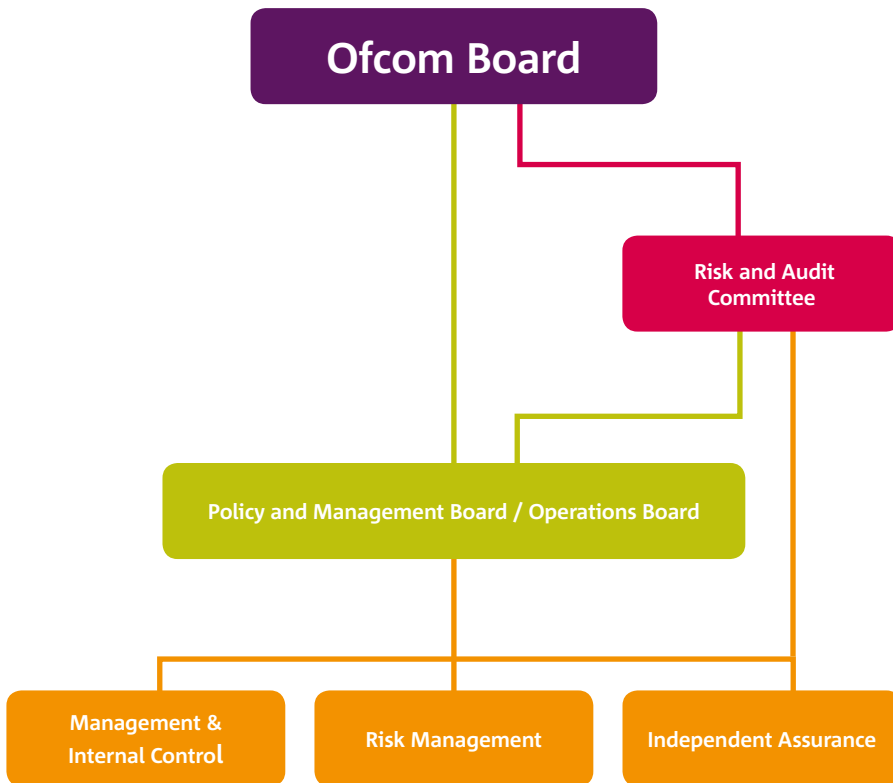 Ofcom Board
Risk and Audit
Committee
Policy and Management Board / Operations Board
Management &
Internal Control
Risk Management
Independent Assurance